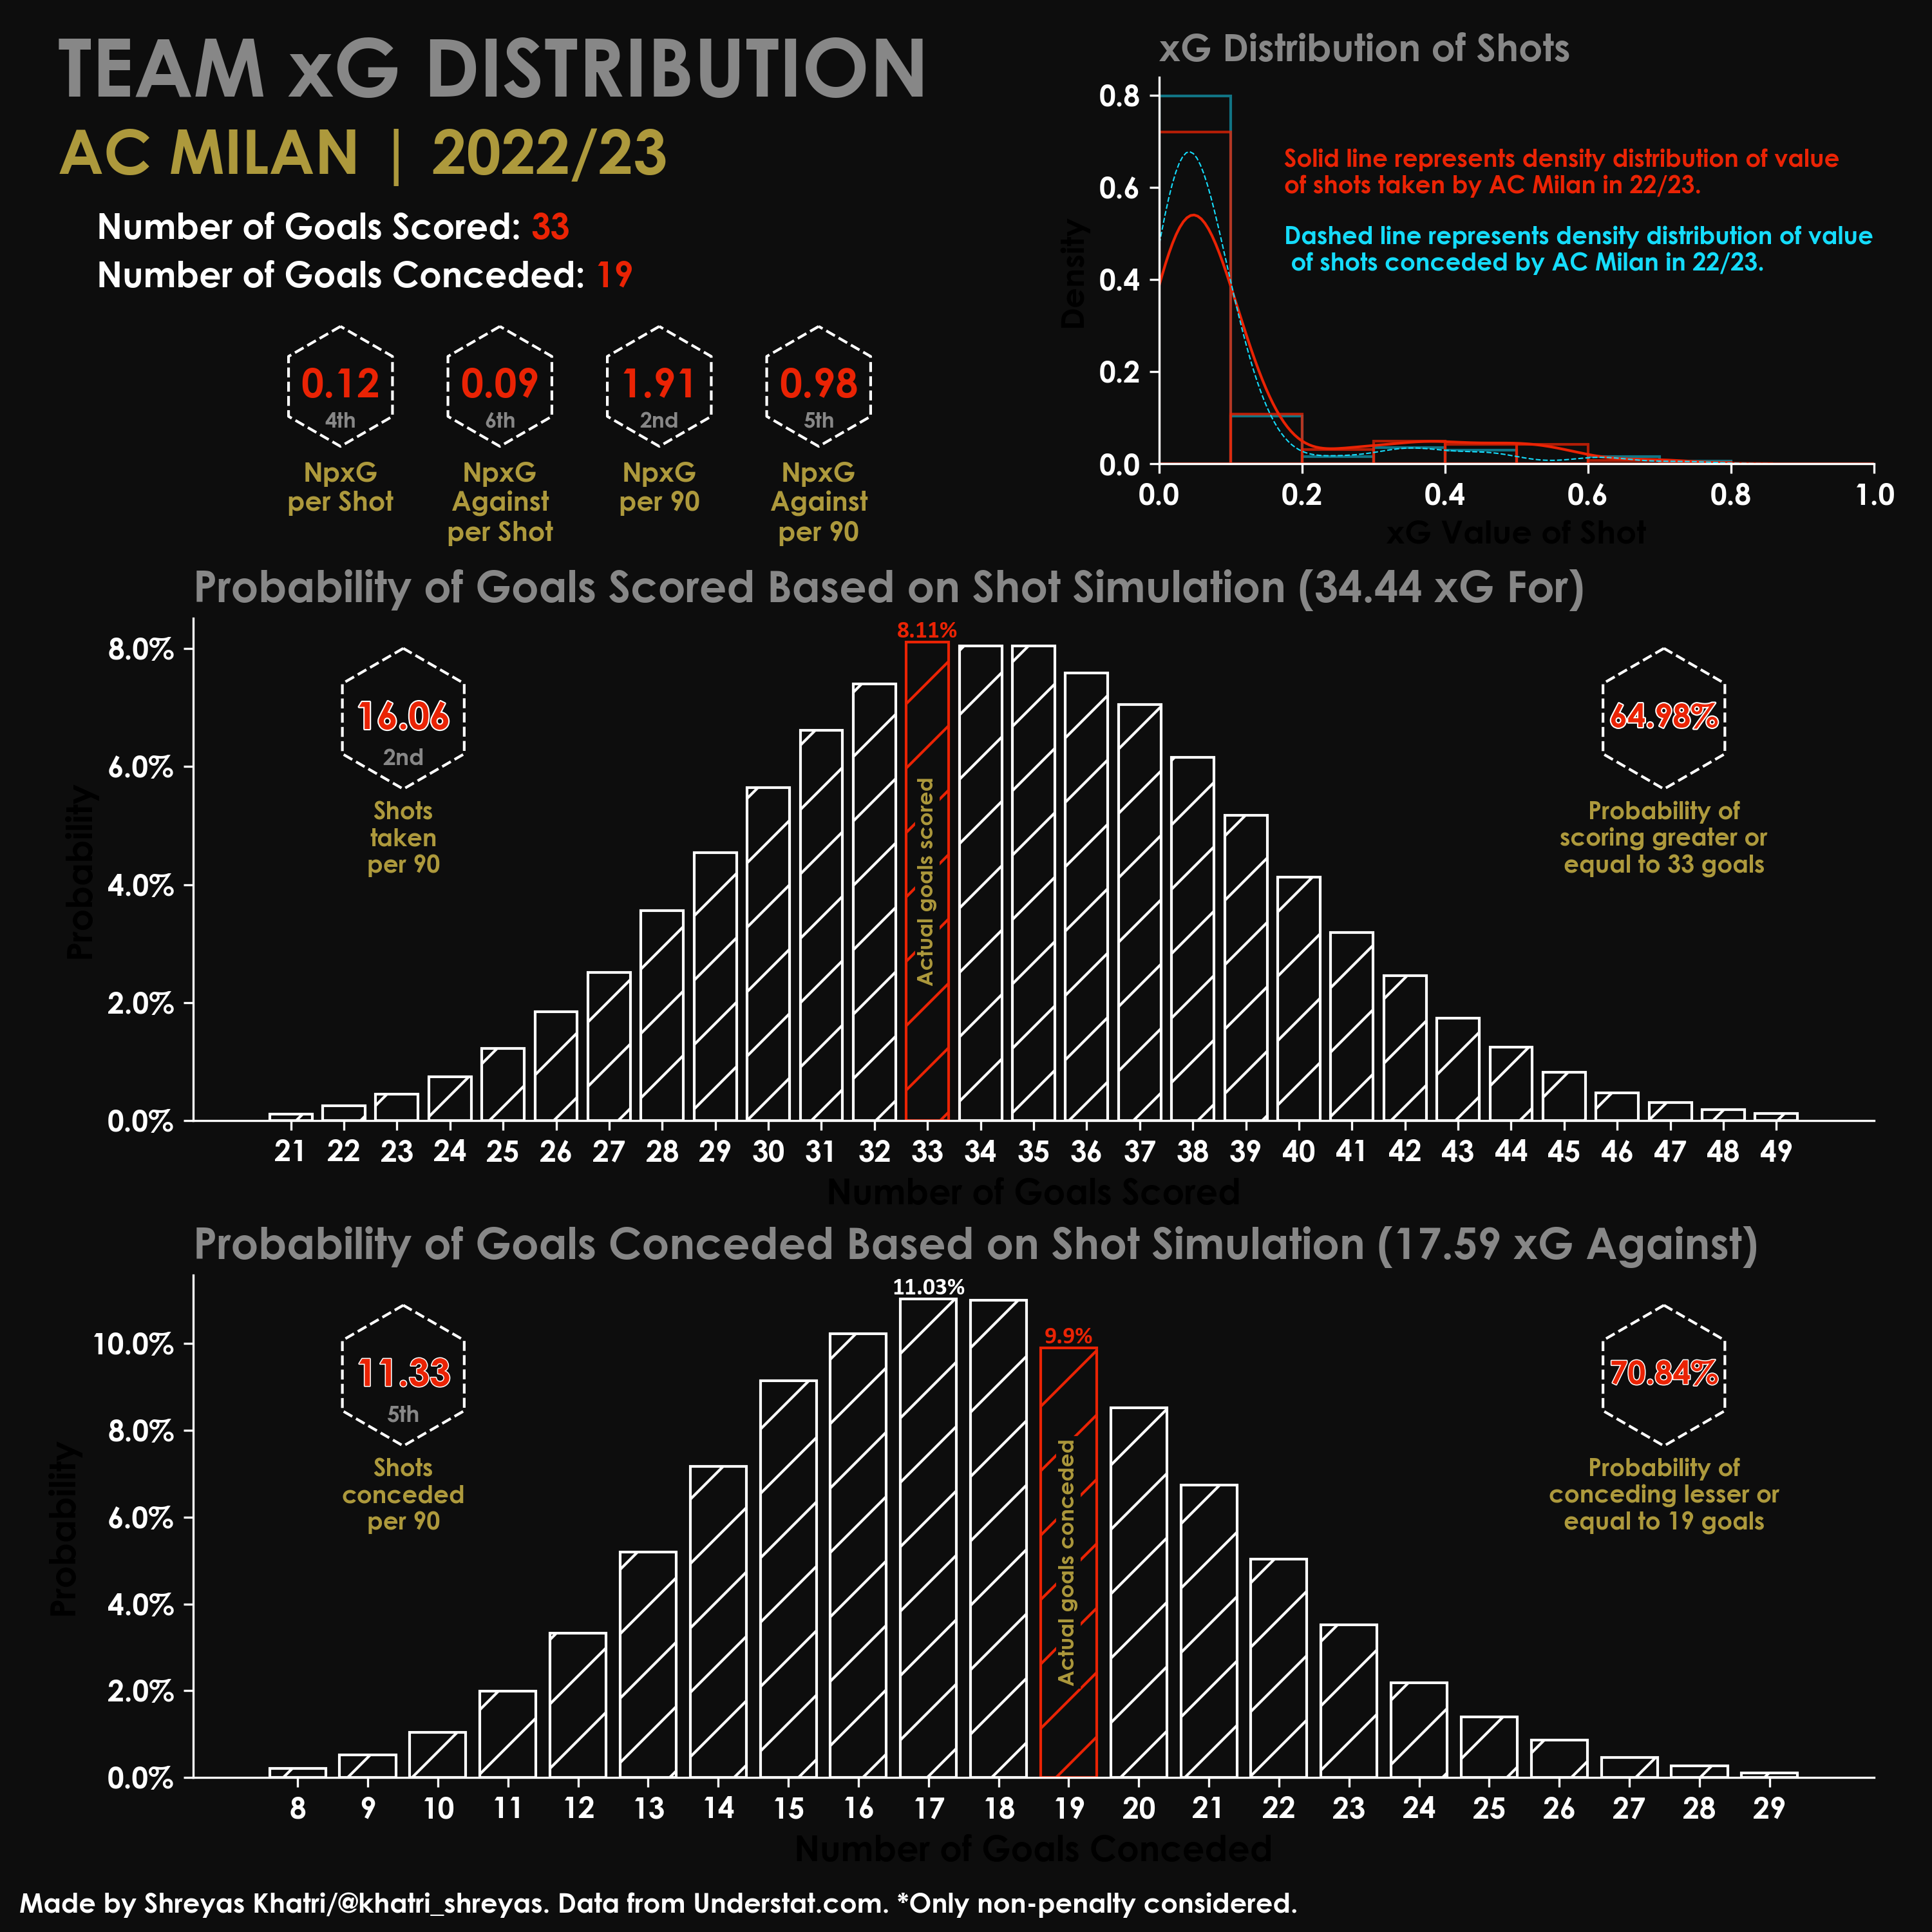 TEAM xG DISTRIBUTION
AC MILAN | 2022/23
Number of Goals Scored: 33
Number of Goals Conceded: 19
0.12
4th
NpxG
per Shot
0.09
6th
NpxG
Against
per Shot
1.91
2nd
NpxG
per 90
0.98
5th
NpxG
Against
per 90
xG Distribution of Shots
Density
0.8
0.6
0.4
0.2
0.0
Solid line represents density distribution of value
of shots taken by AC Milan in 22/23.
Dashed line represents density distribution of value
of shots conceded by AC Milan in 22/23.
0.0 0.2 0.4 0.6 0.8 1.0
xG Value of Shot
Probability of Goals Scored Based on Shot Simulation (34.44 xG For)
Probability
8.0%
6.0%
4.0%
2.0%
0.0%
16.06
2nd
Shots
taken
per 90
8.11%
Actual goals scored
64.98%
Probability of
scoring greater or
equal to 33 goals
21 22 23 24 25 26 27 28 29 30 31 32 33 34 35 36 37 38 39 40 41 42 43 44 45 46 47 48 49
Number of Goals Scored
Probability of Goals Conceded Based on Shot Simulation (17.59 xG Against)
Probability
10.0%
8.0%
6.0%
4.0%
2.0%
0.0%
11.33
5th
Shots
conceded
per 90
11.03%
9.9%
Actual goals conceded
70.84%
Probability of
conceding lesser or
equal to 19 goals
8 9 10 11 12 13 14 15 16 17 18 19 20 21 22 23 24 25 26 27 28 29
Number of Goals Conceded
Made by Shreyas Khatri/@khatri_shreyas. Data from Understat.com. *Only non-penalty considered.